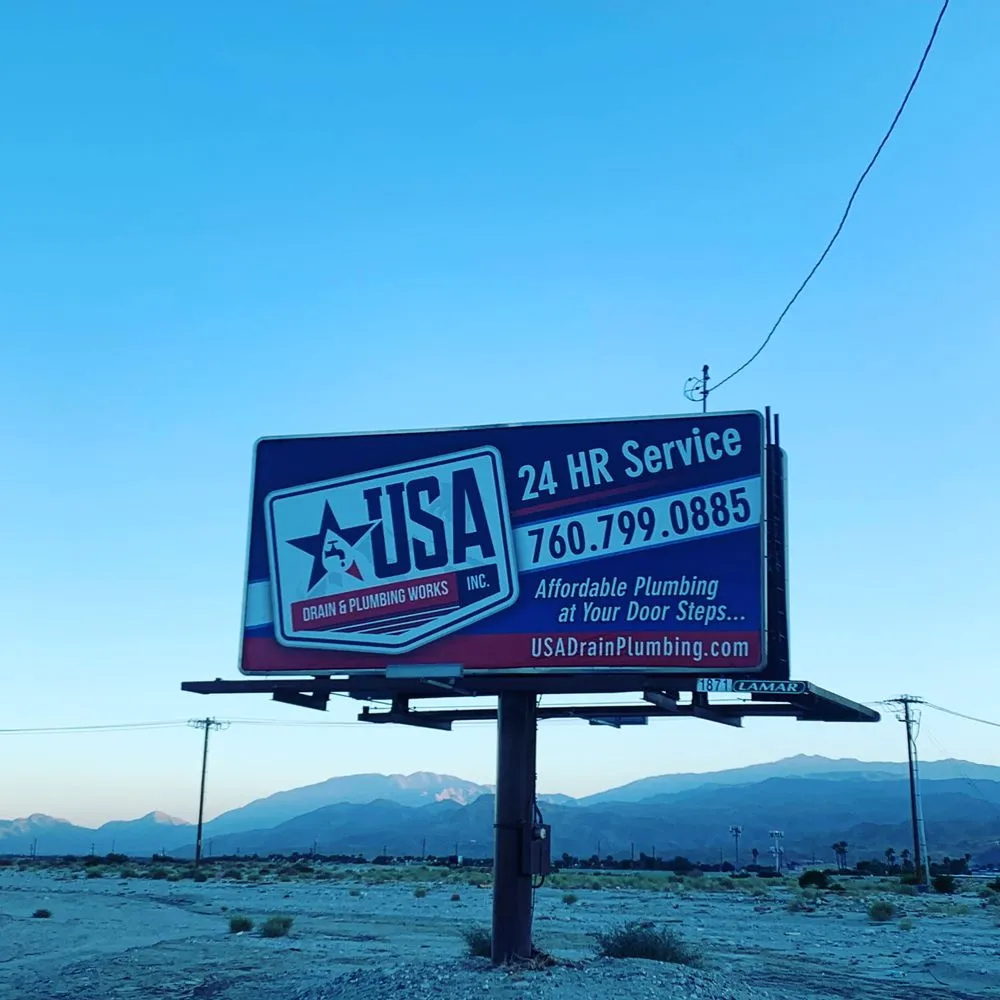 USA
DRAIN & PLUMBING WORKS INC.
24 HR Service
760.799.0885
Affordable Plumbing
at Your Door Steps...
USADrainPlumbing.com
1871 LAMAR